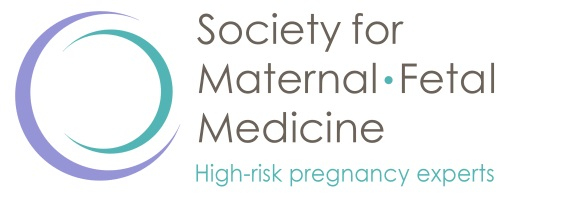 Society for
Maternal•Fetal
Medicine
High-risk pregnancy experts